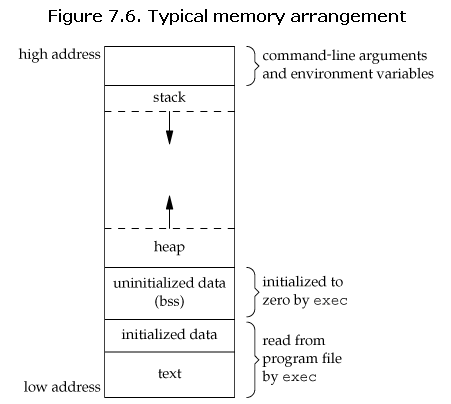 Figure 7.6. Typical memory arrangement
high address
command-line arguments
and environment variables
stack
heap
uninitialized data
(bss)
initialized to
zero by exec
initialized data
read from
program file
by exec
text
low address